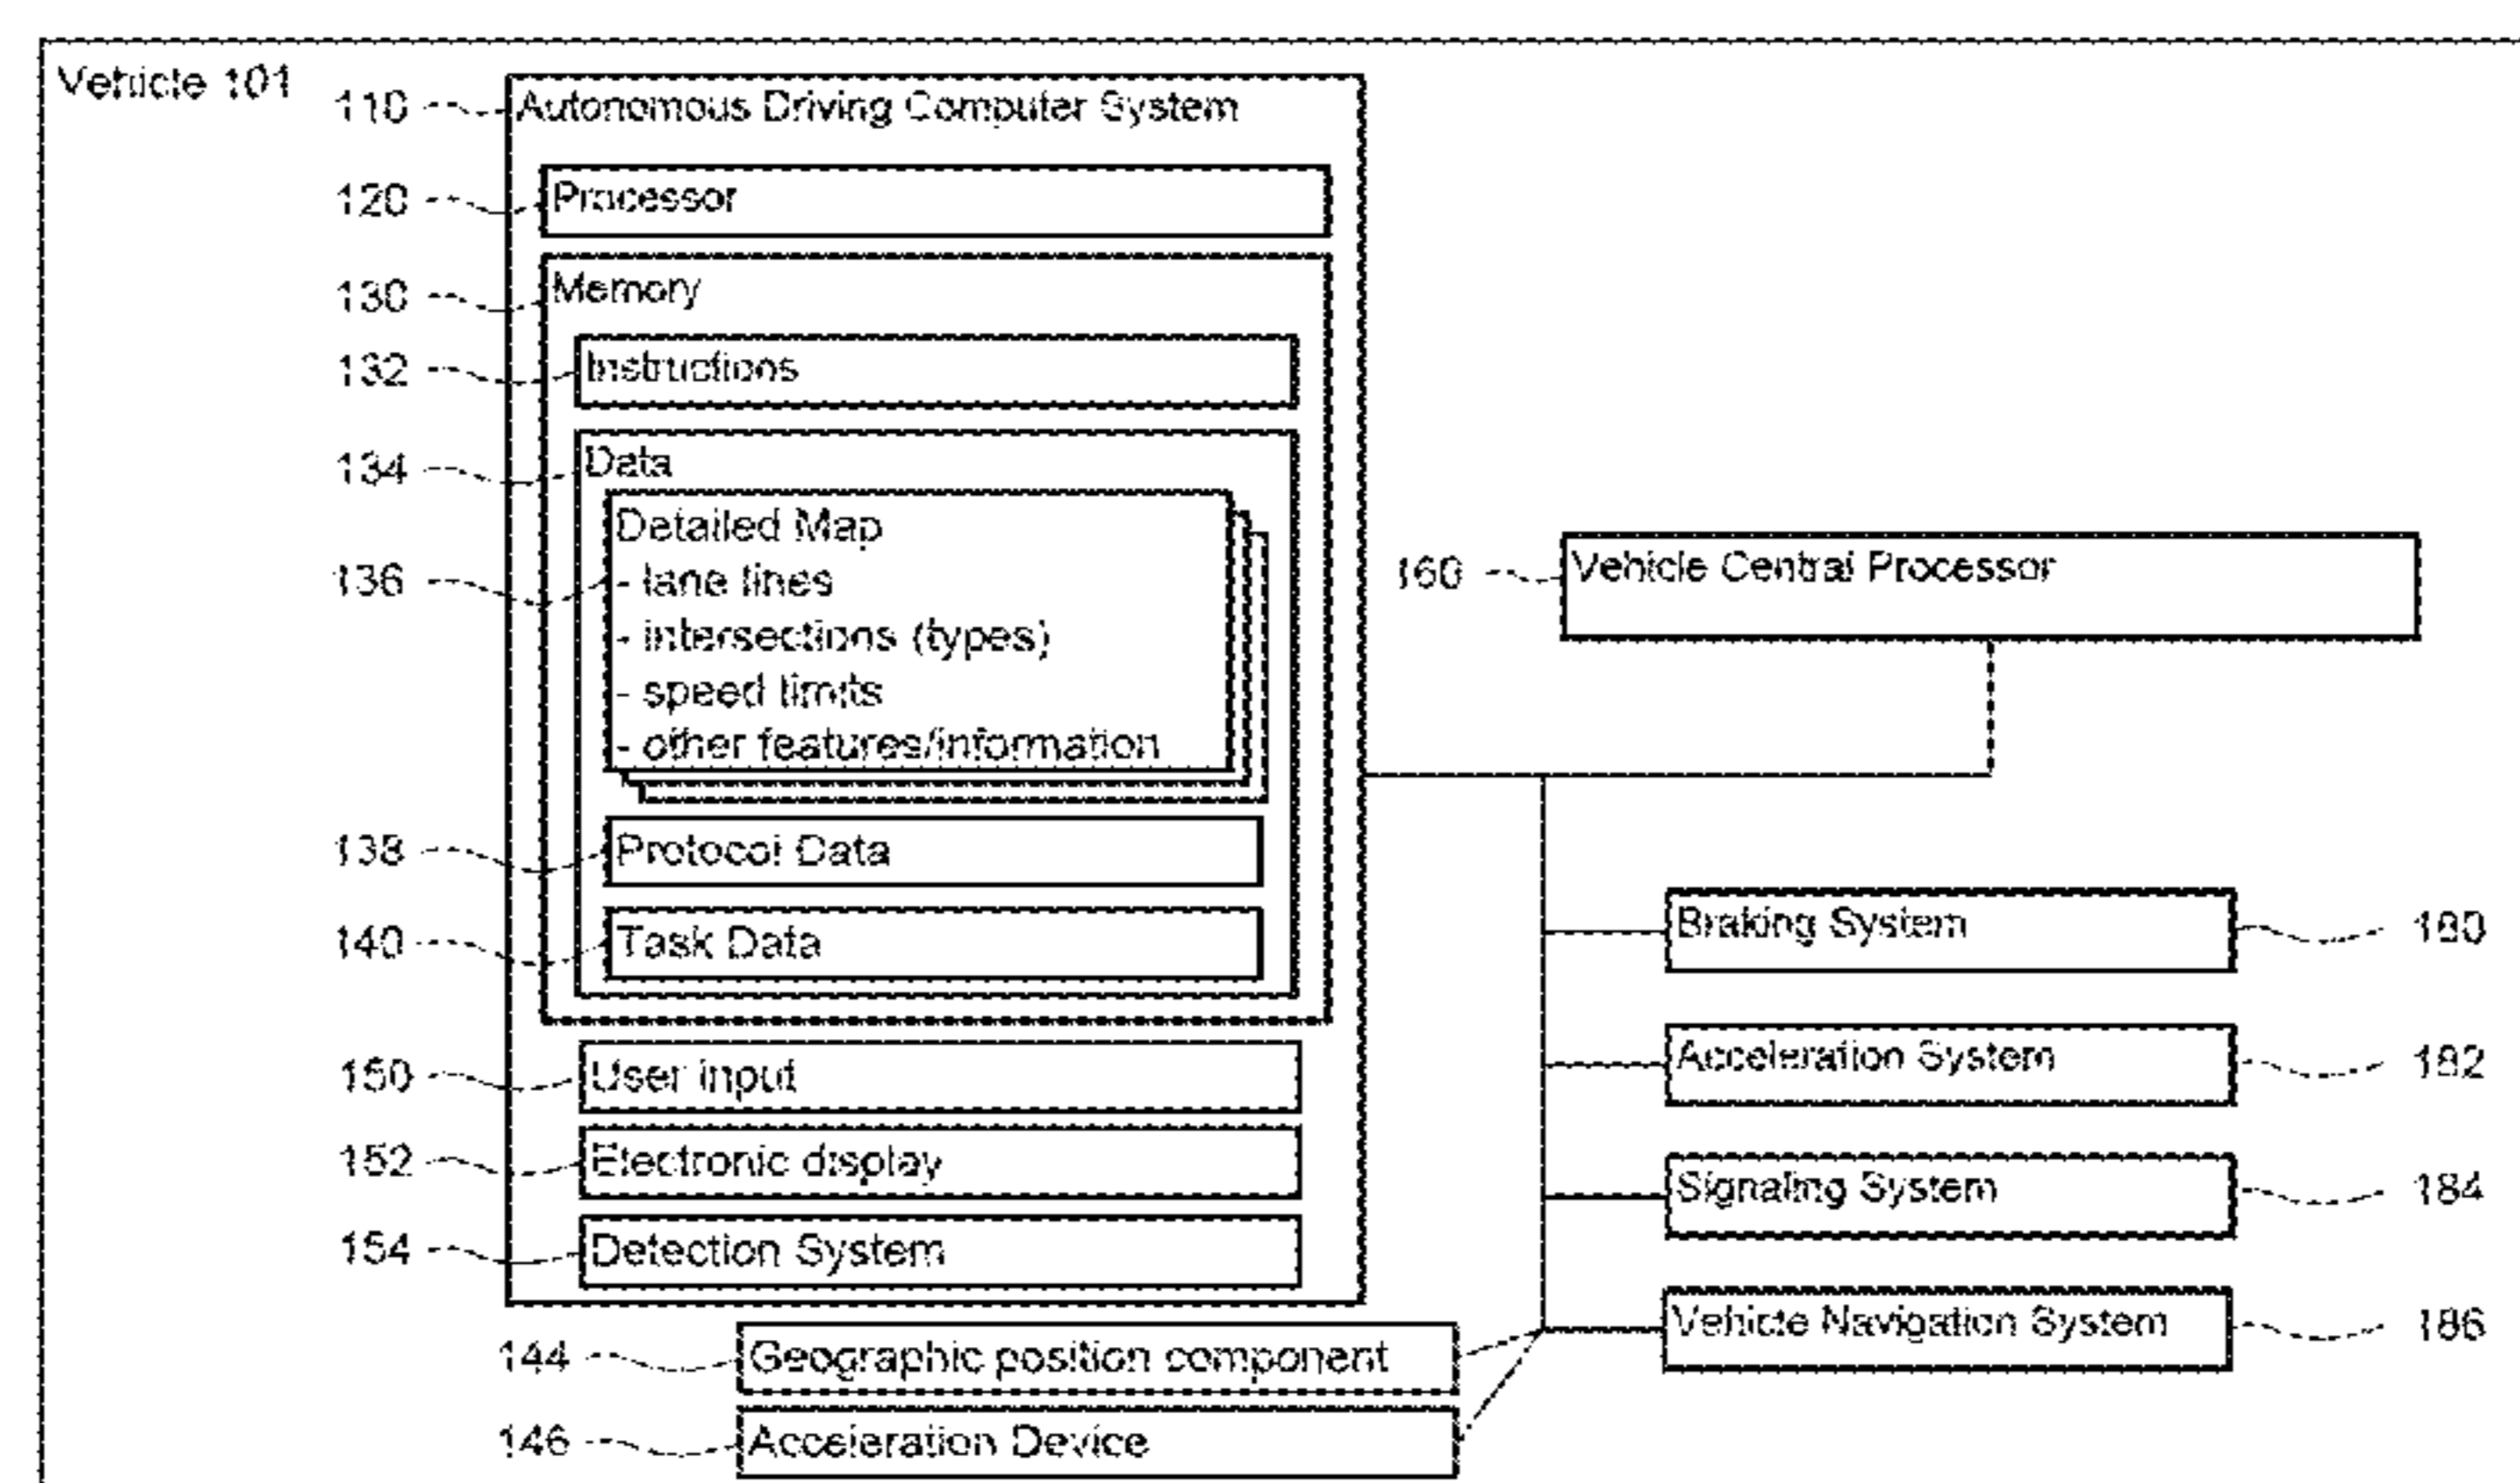 Vehicle 101
110 Autonomous Driving Computer System
120 Processor
130 Memory
132 Instructions
134 Data
136 Detailed Map
- lane lines
- intersections (types)
- speed limits
- other features/information
138 Protocol Data
140 Task Data
150 User input
152 Electronic display
154 Detection System
144 Geographic position component
146 Acceleration Device
160 Vehicle Central Processor
Braking System 180
Acceleration System 182
Signaling System 184
Vehicle Navigation System 186